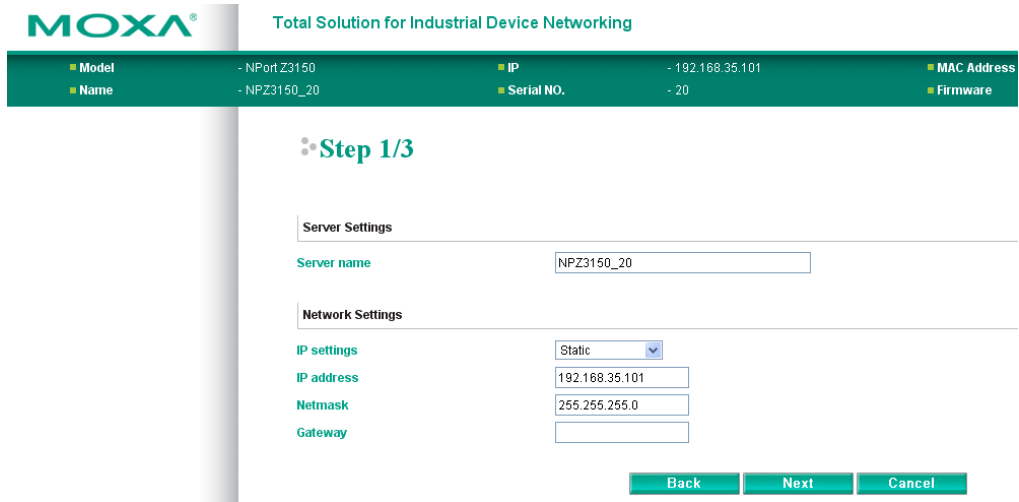 MOXA® Total Solution for Industrial Device Networking
Model - NPort Z3150 IP - 192.168.35.101 MAC Address
Name - NPZ3150_20 Serial NO. - 20 Firmware
Step 1/3
Server Settings
Server name NPZ3150_20
Network Settings
IP settings Static
IP address 192.168.35.101
Netmask 255.255.255.0
Gateway
Back Next Cancel